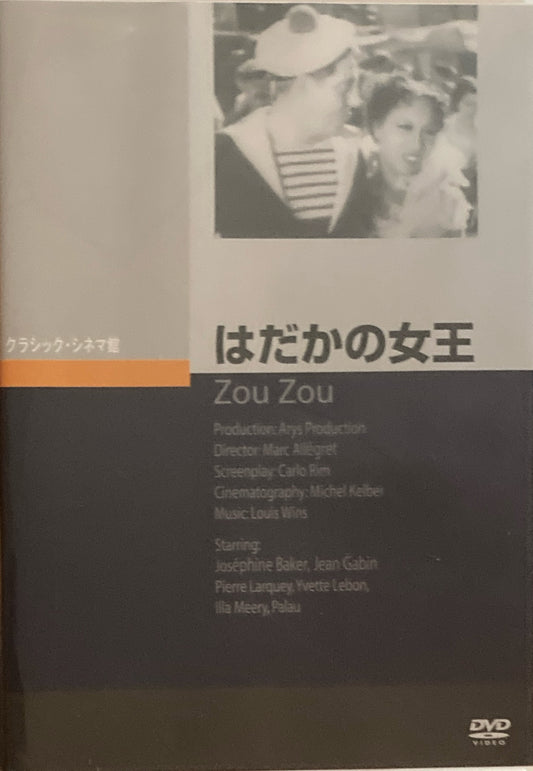 クラシック・シネマ館
はだかの女王
Zou Zou
Production: Arys Production
Director: Marc Allégret
Screenplay: Carlo Rim
Cinematography: Michel Kelber
Music: Louis Wins
Starring:
Joséphine Baker, Jean Gabin
Pierre Larquey, Yvette Lebon,
Illa Meery, Palau
DVD
VIDEO